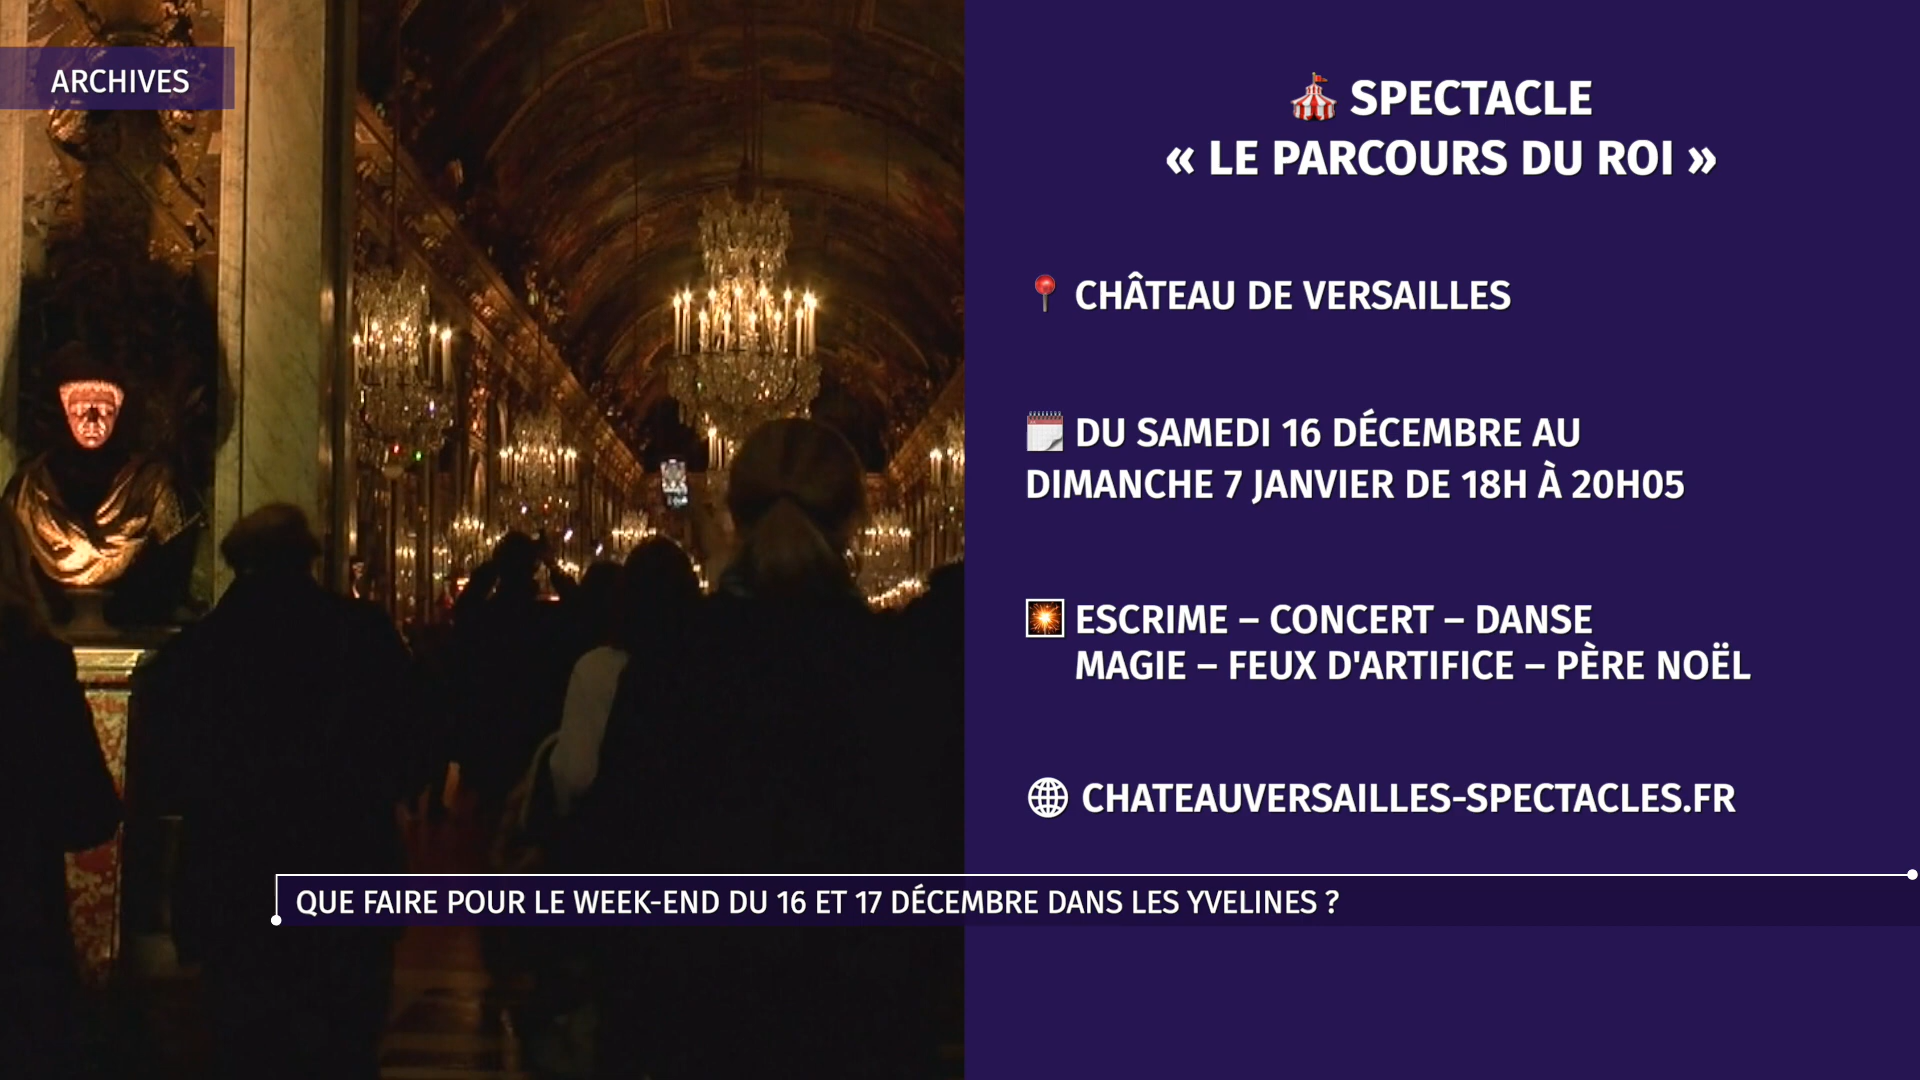 ARCHIVES
SPECTACLE
« LE PARCOURS DU ROI »
CHÂTEAU DE VERSAILLES
DU SAMEDI 16 DÉCEMBRE AU
DIMANCHE 7 JANVIER DE 18H À 20H05
ESCRIME – CONCERT – DANSE
MAGIE – FEUX D'ARTIFICE – PÈRE NOËL
CHATEAUVERSAILLES-SPECTACLES.FR
QUE FAIRE POUR LE WEEK-END DU 16 ET 17 DÉCEMBRE DANS LES YVELINES ?